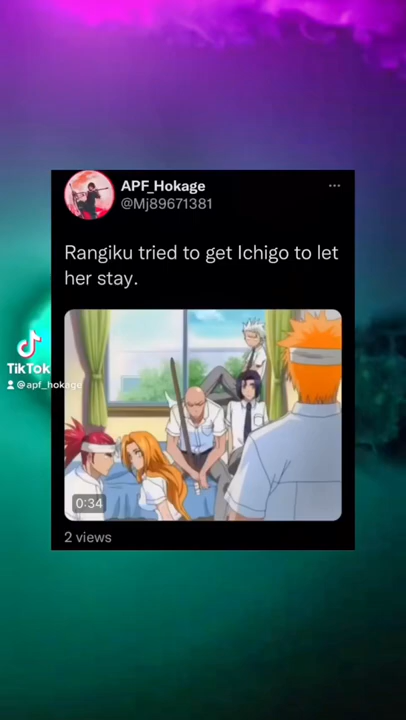 APF_Hokage
@Mj89671381
Rangiku tried to get Ichigo to let
her stay.
TikTok
@apf_hokage
0:34
2 views